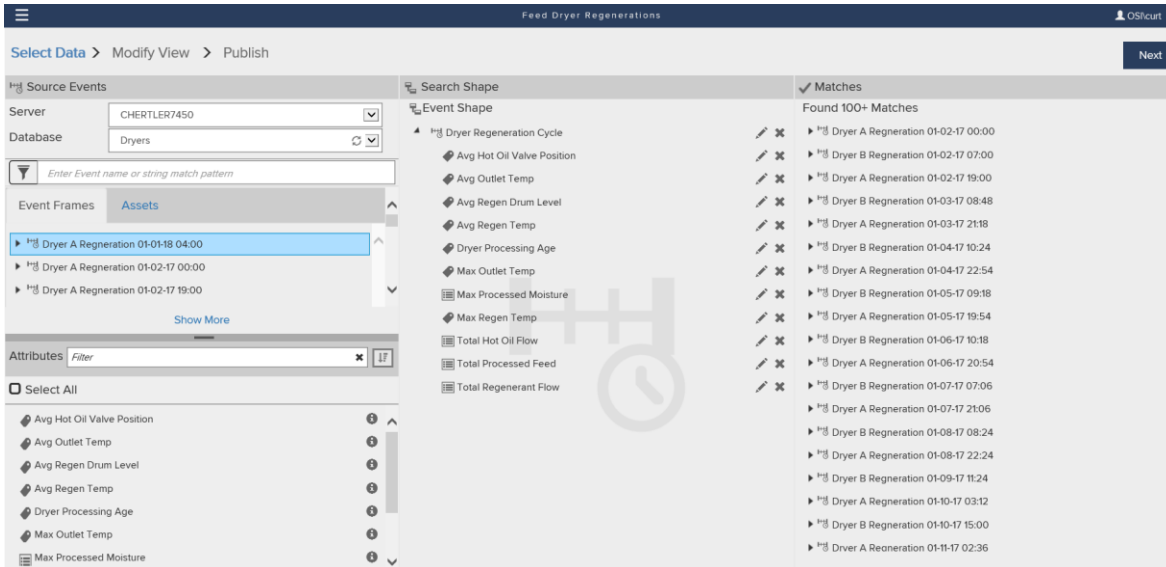 Feed Dryer Regenerations
OSI\curt
Select Data > Modify View > Publish
Next
Source Events
Server
CHERTLER7450
Database
Dryers
Enter Event name or string match pattern
Event Frames Assets
Dryer A Regneration 01-01-18 04:00
Dryer A Regneration 01-02-17 00:00
Dryer A Regneration 01-02-17 19:00
Show More
Attributes Filter
Select All
Avg Hot Oil Valve Position
Avg Outlet Temp
Avg Regen Drum Level
Avg Regen Temp
Dryer Processing Age
Max Outlet Temp
Max Processed Moisture
Search Shape
Event Shape
Dryer Regeneration Cycle
Avg Hot Oil Valve Position
Avg Outlet Temp
Avg Regen Drum Level
Avg Regen Temp
Dryer Processing Age
Max Outlet Temp
Max Processed Moisture
Max Regen Temp
Total Hot Oil Flow
Total Processed Feed
Total Regenerant Flow
Matches
Found 100+ Matches
Dryer A Regneration 01-02-17 00:00
Dryer B Regneration 01-02-17 07:00
Dryer A Regneration 01-02-17 19:00
Dryer B Regneration 01-03-17 08:48
Dryer A Regneration 01-03-17 21:18
Dryer B Regneration 01-04-17 10:24
Dryer A Regneration 01-04-17 22:54
Dryer B Regneration 01-05-17 09:18
Dryer A Regneration 01-05-17 19:54
Dryer B Regneration 01-06-17 10:18
Dryer A Regneration 01-06-17 20:54
Dryer B Regneration 01-07-17 07:06
Dryer A Regneration 01-07-17 21:06
Dryer B Regneration 01-08-17 08:24
Dryer A Regneration 01-08-17 22:24
Dryer B Regneration 01-09-17 11:24
Dryer A Regneration 01-10-17 03:12
Dryer B Regneration 01-10-17 15:00
Dryer A Regneration 01-11-17 02:36